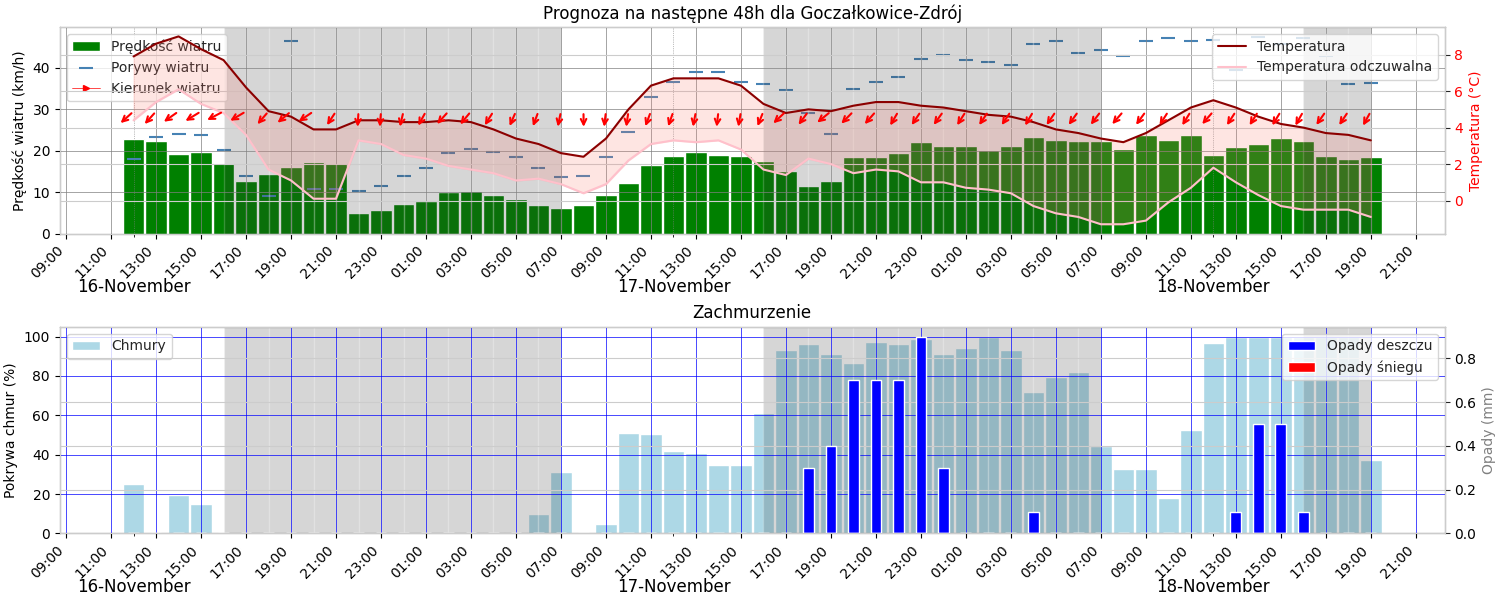 Prognoza na następne 48h dla Goczałkowice-Zdrój
Prędkość wiatru (km/h)
Prędkość wiatru
Porywy wiatru
Kierunek wiatru
Temperatura
Temperatura odczuwalna
Temperatura (°C)
40
30
20
10
0
8
6
4
2
0
09:00 11:00 13:00 15:00 17:00 19:00 21:00 23:00 01:00 03:00 05:00 07:00 09:00 11:00 13:00 15:00 17:00 19:00 21:00 23:00 01:00 03:00 05:00 07:00 09:00 11:00 13:00 15:00 17:00 19:00 21:00
16-November 17-November 18-November
Zachmurzenie
Pokrywa chmur (%)
Chmury
Opady deszczu
Opady śniegu
Opady (mm)
100
80
60
40
20
0
0.8
0.6
0.4
0.2
0.0
09:00 11:00 13:00 15:00 17:00 19:00 21:00 23:00 01:00 03:00 05:00 07:00 09:00 11:00 13:00 15:00 17:00 19:00 21:00 23:00 01:00 03:00 05:00 07:00 09:00 11:00 13:00 15:00 17:00 19:00 21:00
16-November 17-November 18-November